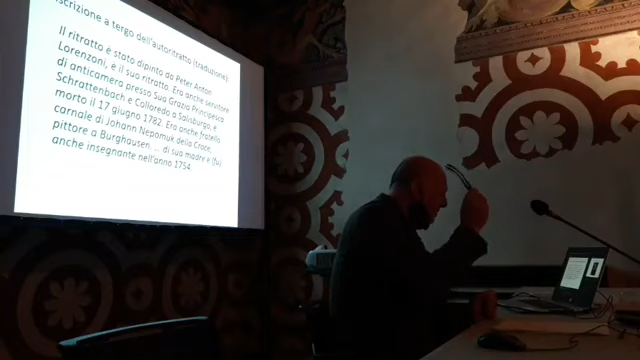 Iscrizione a tergo dell'autoritratto (traduzione):
Il ritratto è stato dipinto da Peter Anton
Lorenzoni, e il suo ritratto. Era anche servitore
di anticamera presso Sua Grazia Principesca
Schrattenbach e Colloredo a Salisburgo, e
morto il 17 giugno 1782. Era anche fratello
carnale di Johann Nepomuk della Croce,
pittore a Burghausen. ... di sua madre e (fu)
anche insegnante nell'anno 1754.